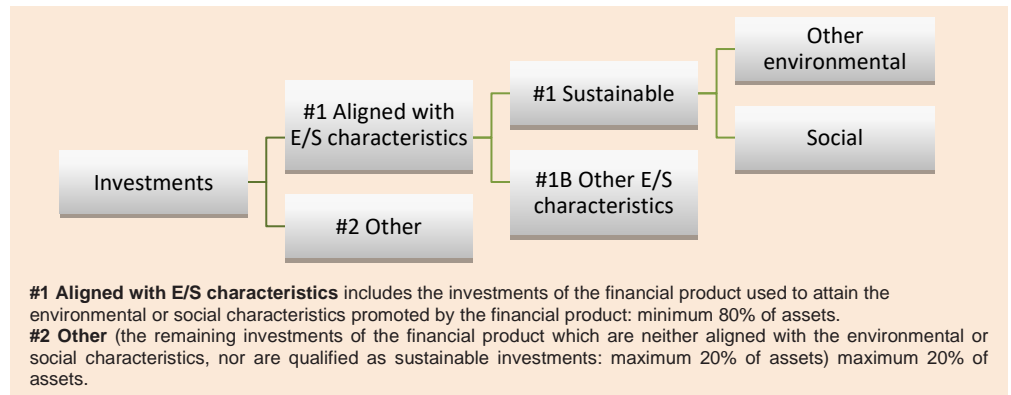 Other
environmental
#1 Sustainable
#1 Aligned with
E/S characteristics
Social
Investments
#1B Other E/S
characteristics
#2 Other
#1 Aligned with E/S characteristics includes the investments of the financial product used to attain the
environmental or social characteristics promoted by the financial product: minimum 80% of assets.
#2 Other (the remaining investments of the financial product which are neither aligned with the environmental or
social characteristics, nor are qualified as sustainable investments: maximum 20% of assets) maximum 20% of
assets.